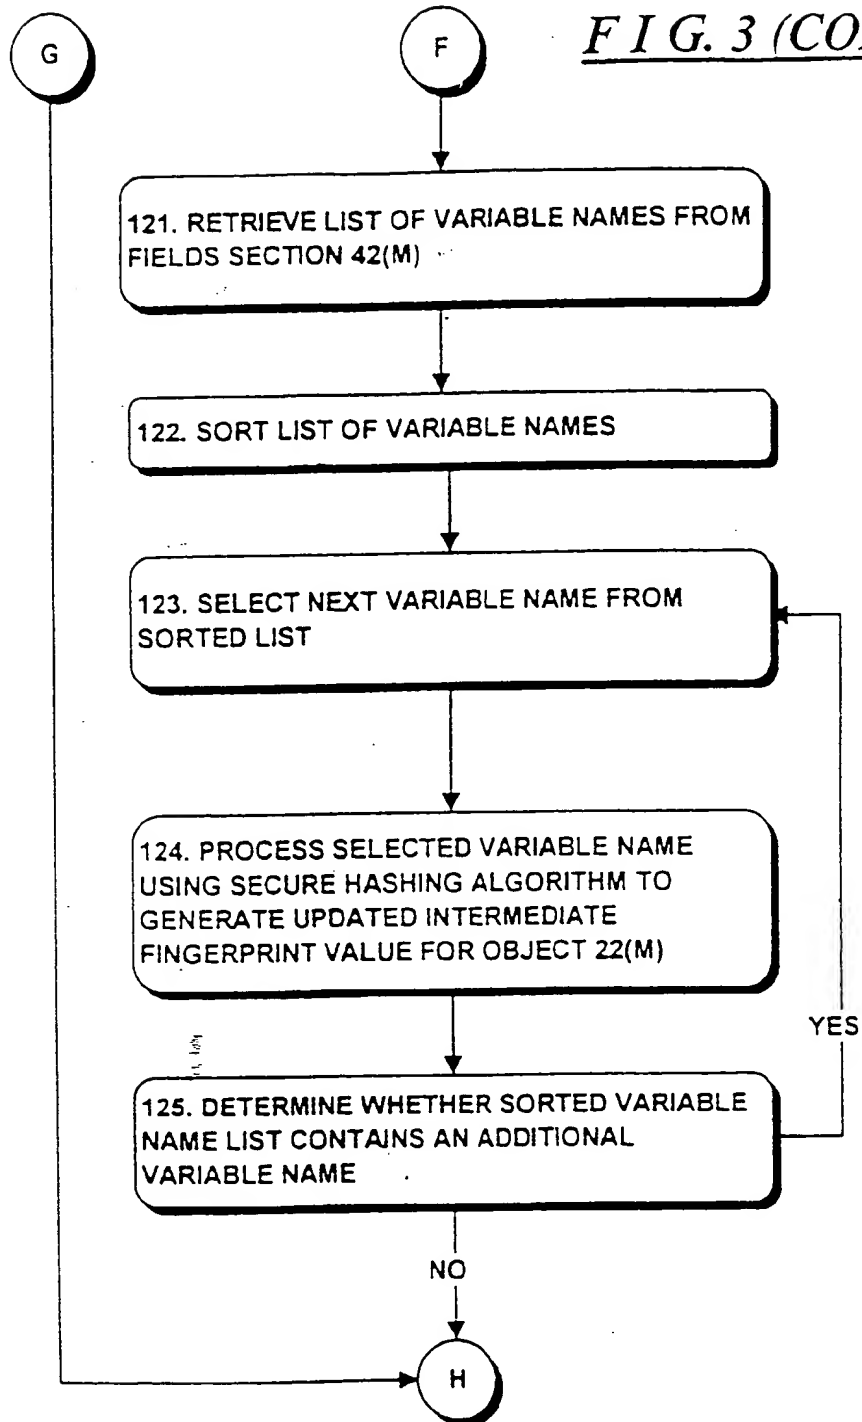 G
F
F I G. 3 (CO
121. RETRIEVE LIST OF VARIABLE NAMES FROM
FIELDS SECTION 42(M)
122. SORT LIST OF VARIABLE NAMES
123. SELECT NEXT VARIABLE NAME FROM
SORTED LIST
124. PROCESS SELECTED VARIABLE NAME
USING SECURE HASHING ALGORITHM TO
GENERATE UPDATED INTERMEDIATE
FINGERPRINT VALUE FOR OBJECT 22(M)
YES
125. DETERMINE WHETHER SORTED VARIABLE
NAME LIST CONTAINS AN ADDITIONAL
VARIABLE NAME
NO
H